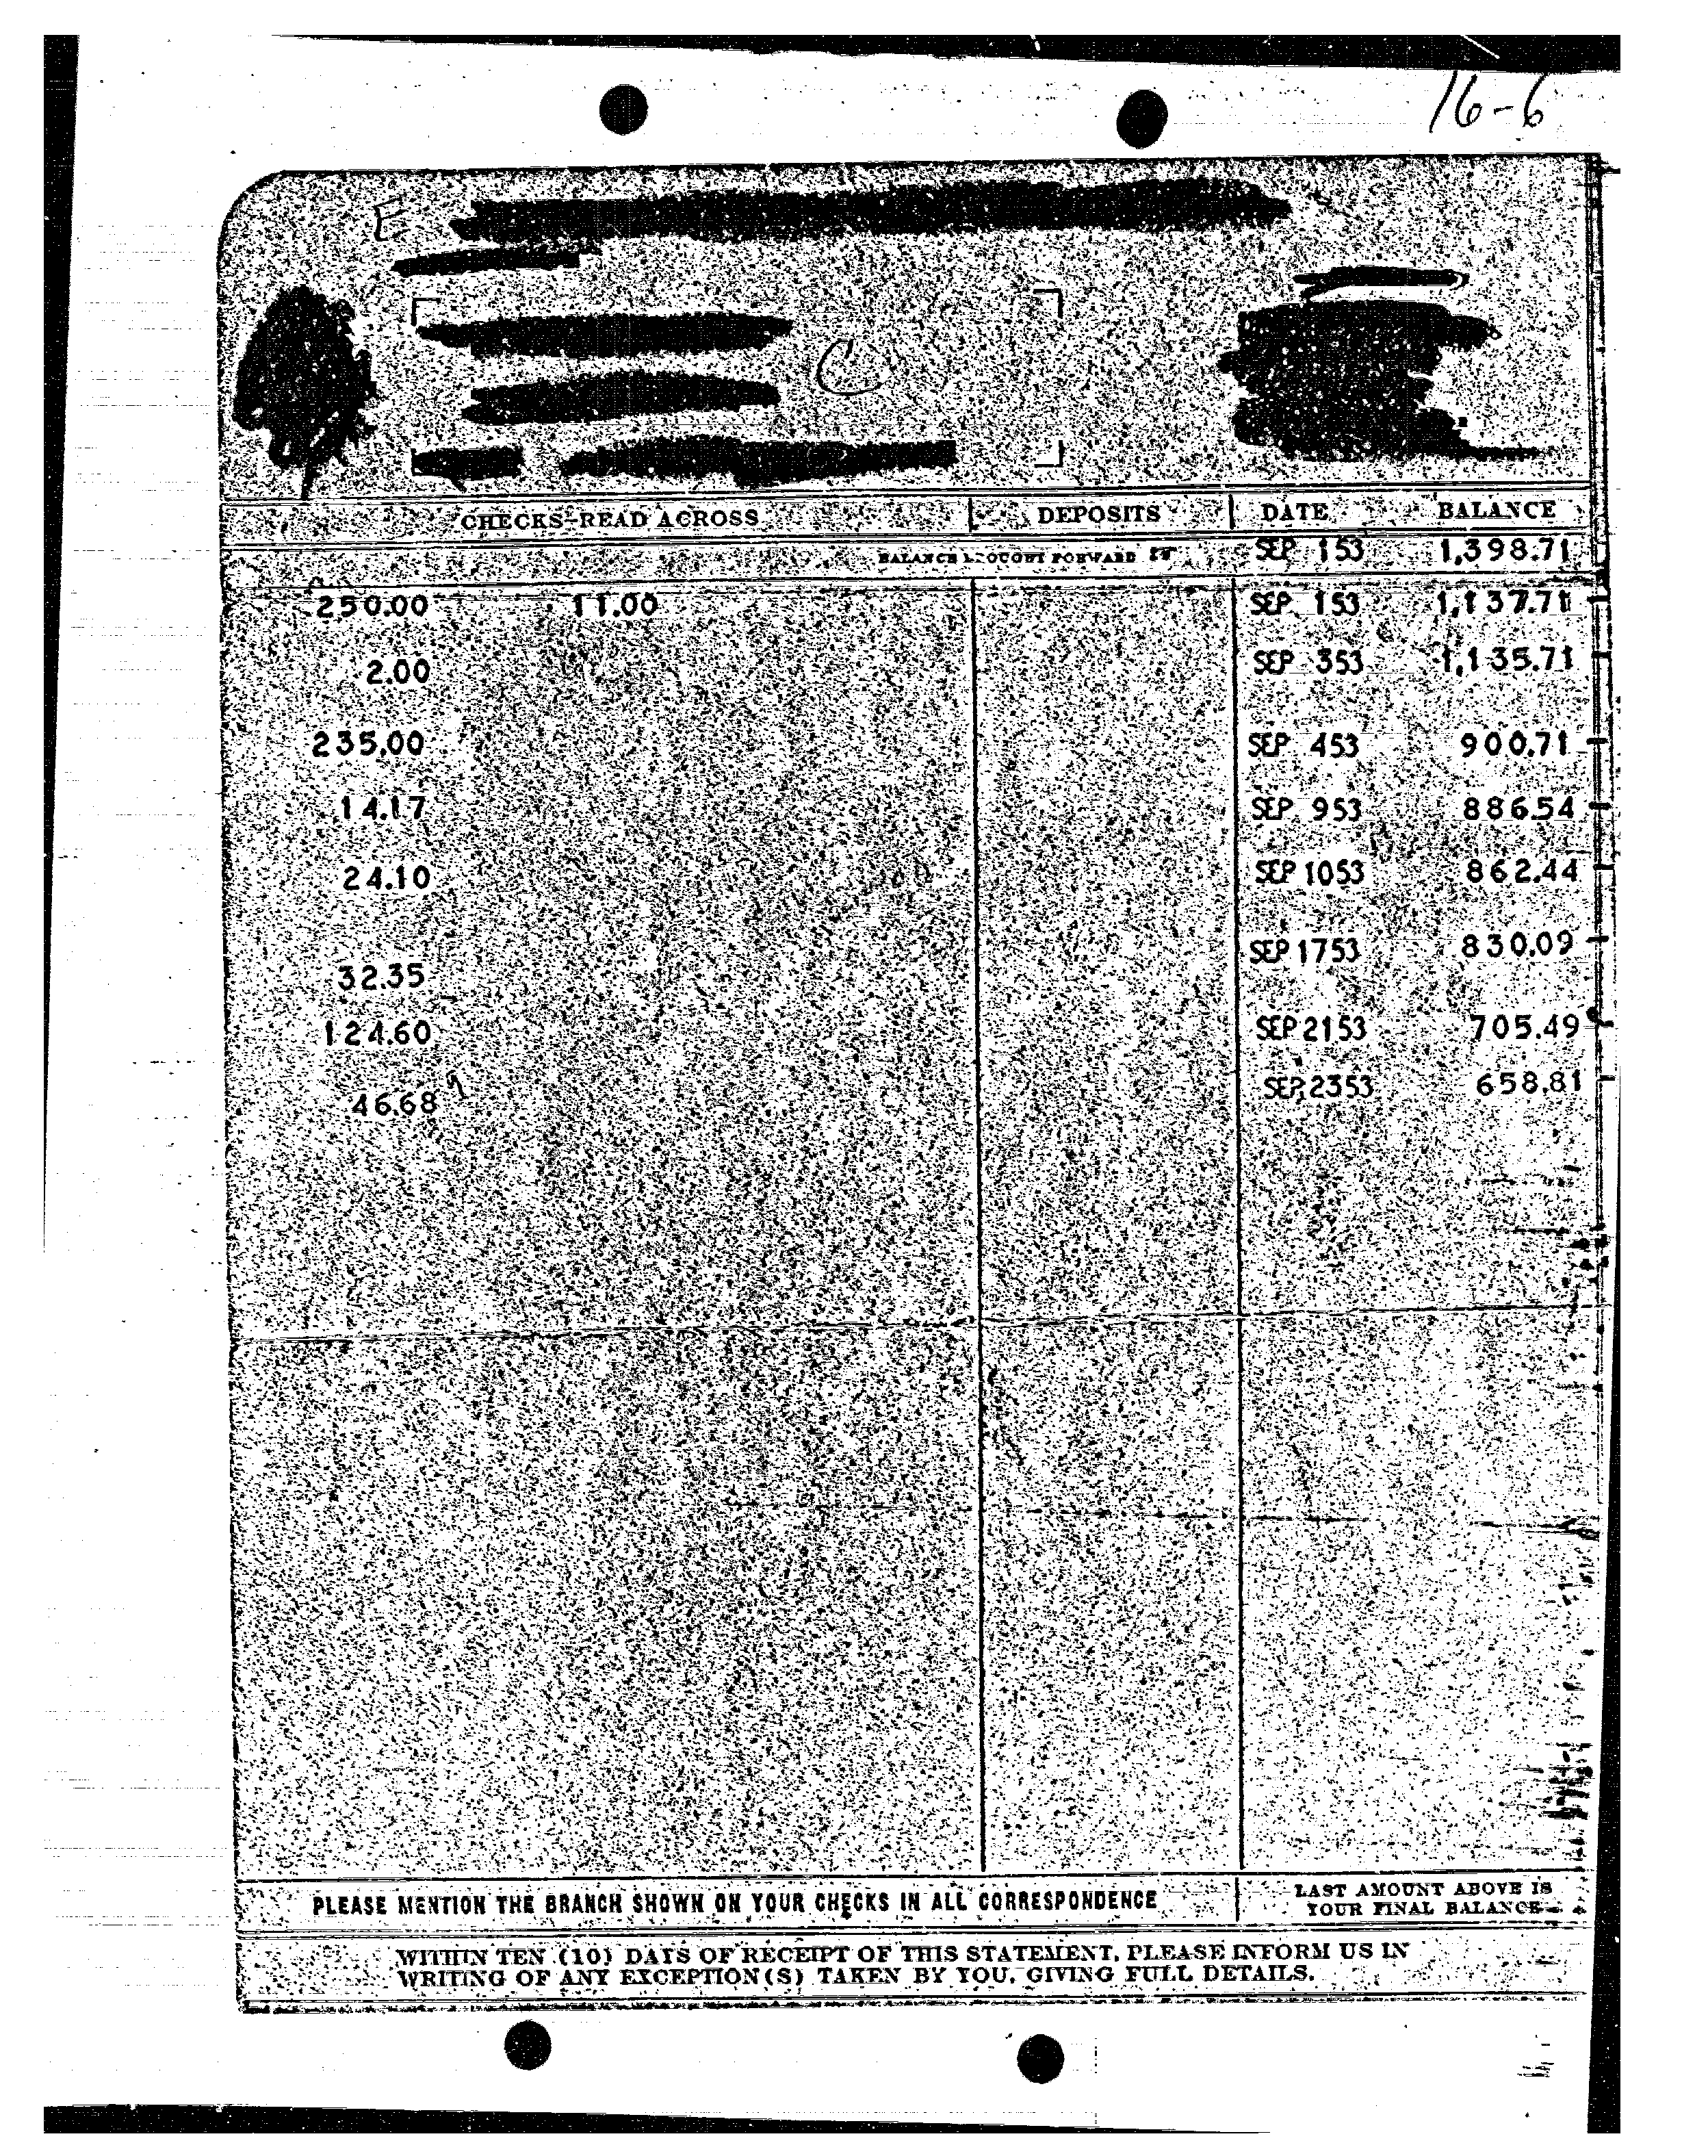 16-6
E
C
CHECKS-READ ACROSS DEPOSITS DATE BALANCE
BALANCE BROUGHT FORWARD SEP 153 1,398.71
250.00 11.00 SEP 153 1,137.71
2.00 SEP 353 1,135.71
235.00 SEP 453 900.71
14.17 SEP 953 886.54
24.10 SEP 1053 862.44
32.35 SEP 1753 830.09
124.60 SEP 2153 705.49
46.68 SEP 2353 658.81
PLEASE MENTION THE BRANCH SHOWN ON YOUR CHECKS IN ALL CORRESPONDENCE
LAST AMOUNT ABOVE IS
YOUR FINAL BALANCE
WITHIN TEN (10) DAYS OF RECEIPT OF THIS STATEMENT, PLEASE INFORM US IN
WRITING OF ANY EXCEPTION(S) TAKEN BY YOU, GIVING FULL DETAILS.